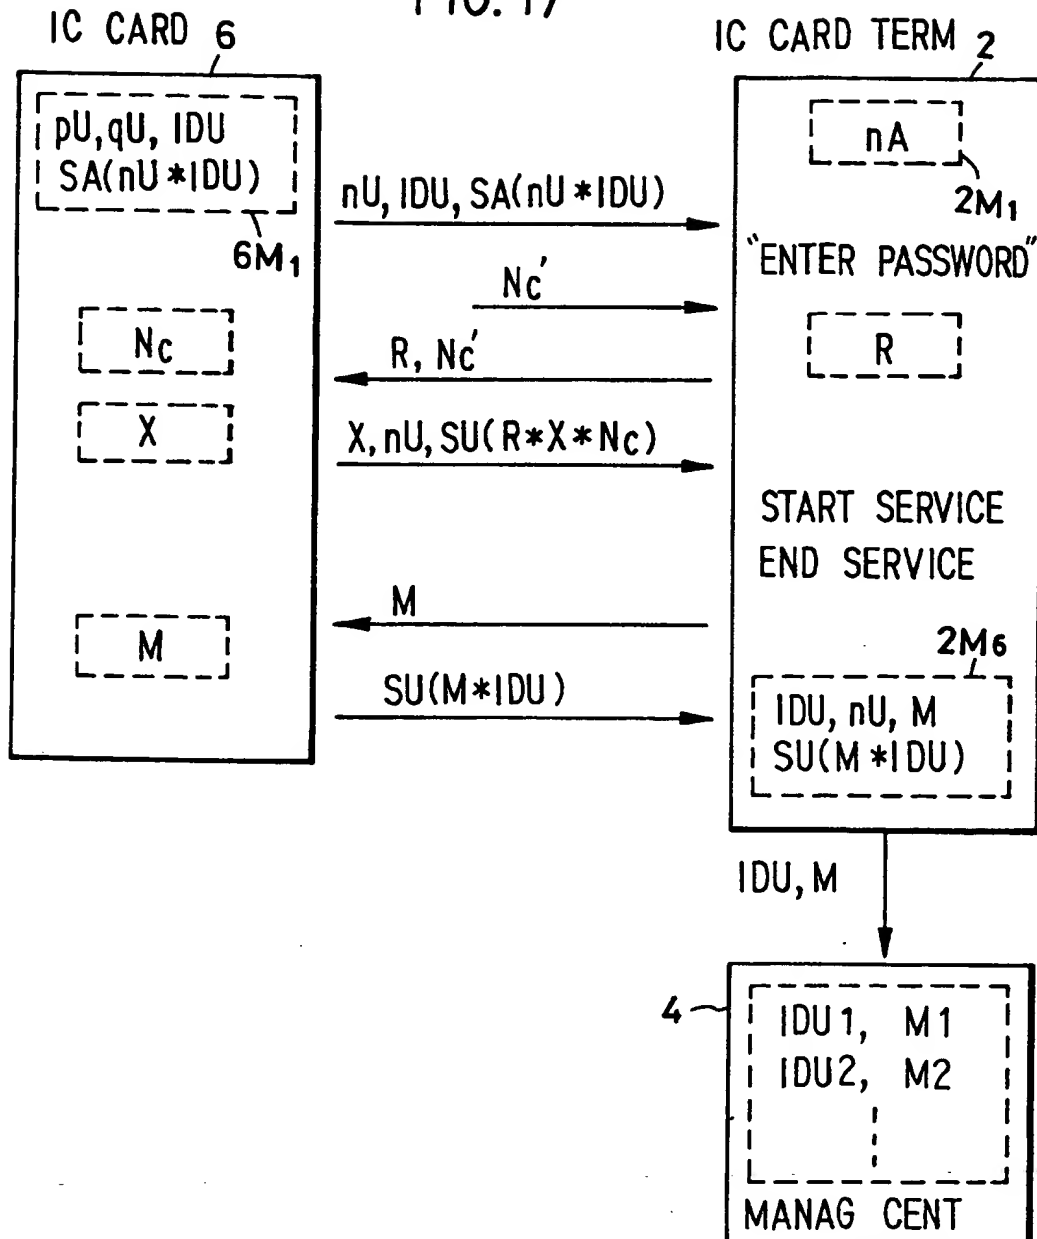 FIG. 17
IC CARD 6
IC CARD TERM 2
pU, qU, IDU
SA(nU*IDU)
6M1
nA
2M1
nU, IDU, SA(nU*IDU)
"ENTER PASSWORD"
Nc'
Nc
R, Nc'
R
X
X, nU, SU(R*X*Nc)
START SERVICE
END SERVICE
M
M
2M6
SU(M*IDU)
IDU, nU, M
SU(M*IDU)
IDU, M
4
IDU1, M1
IDU2, M2
MANAG CENT